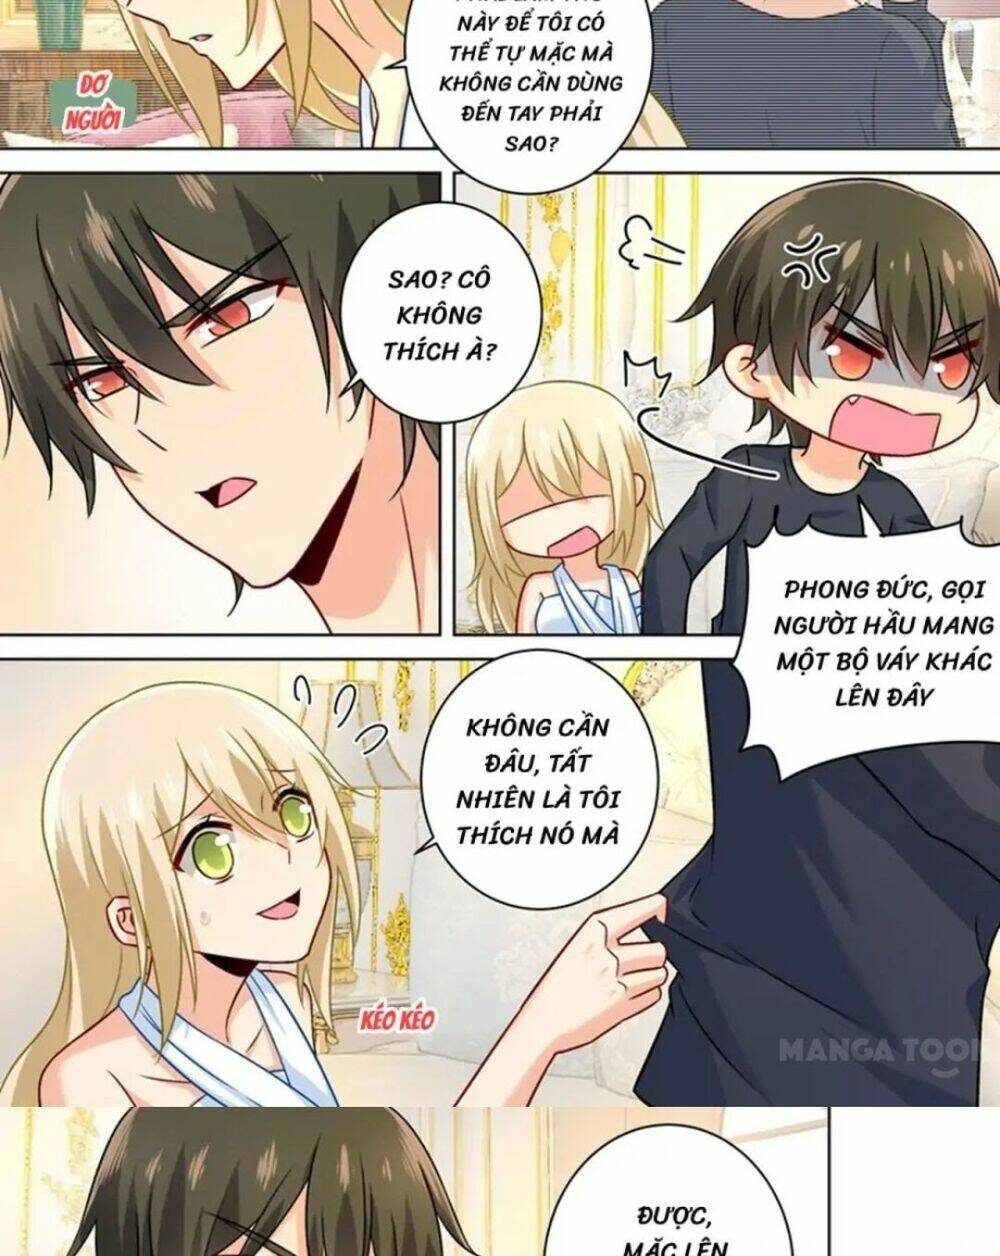 NÀY ĐỂ TÔI CÓ
THỂ TỰ MẶC MÀ
KHÔNG CẦN DÙNG
ĐẾN TAY PHẢI
SAO?
ĐƠ
NGƯỜI
SAO? CÔ
KHÔNG
THÍCH À?
PHONG ĐỨC, GỌI
NGƯỜI HẦU MANG
MỘT BỘ VÁY KHÁC
LÊN ĐÂY
KHÔNG CẦN
ĐÂU, TẤT
NHIÊN LÀ TÔI
THÍCH NÓ MÀ
KÉO KÉO
MANGA TOON
ĐƯỢC,
MẶC LÊN